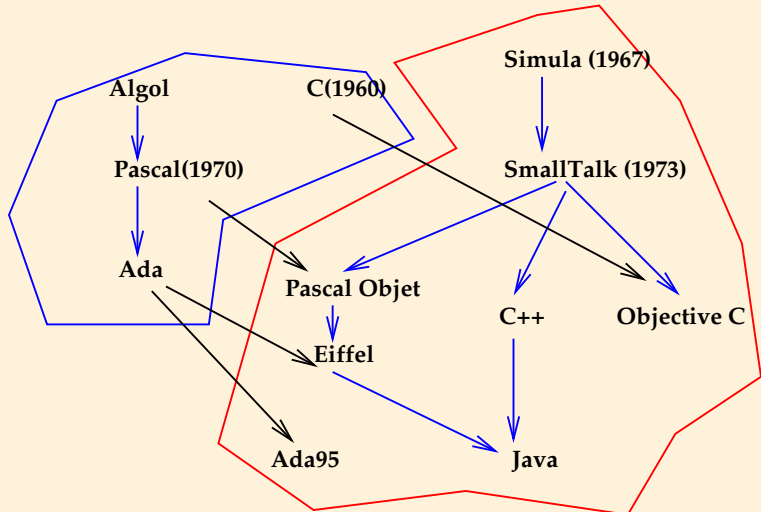 Simula (1967)
Algol
C(1960)
Pascal(1970)
SmallTalk (1973)
Ada
Pascal Objet
C++
Objective C
Eiffel
Ada95
Java